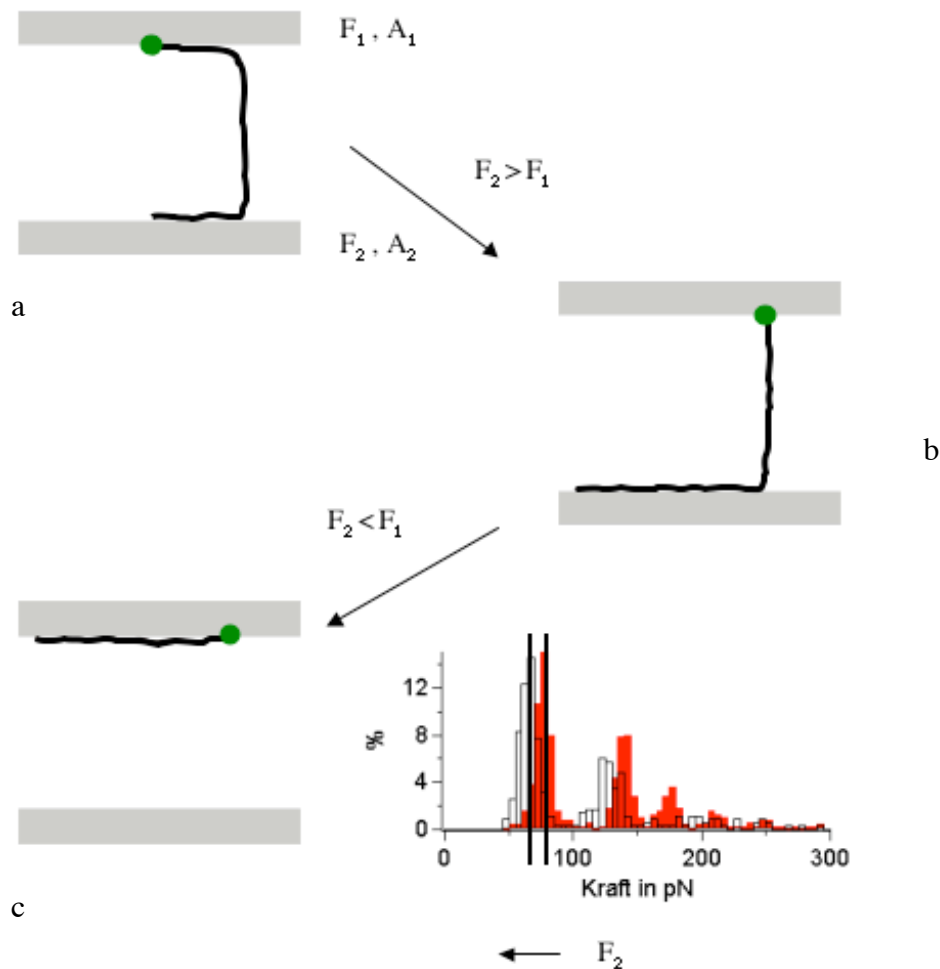 F₁ , A₁
F₂ > F₁
F₂ , A₂
a
b
F₂ < F₁
12
8
4
0
%
0 100 200 300
Kraft in pN
c
F₂